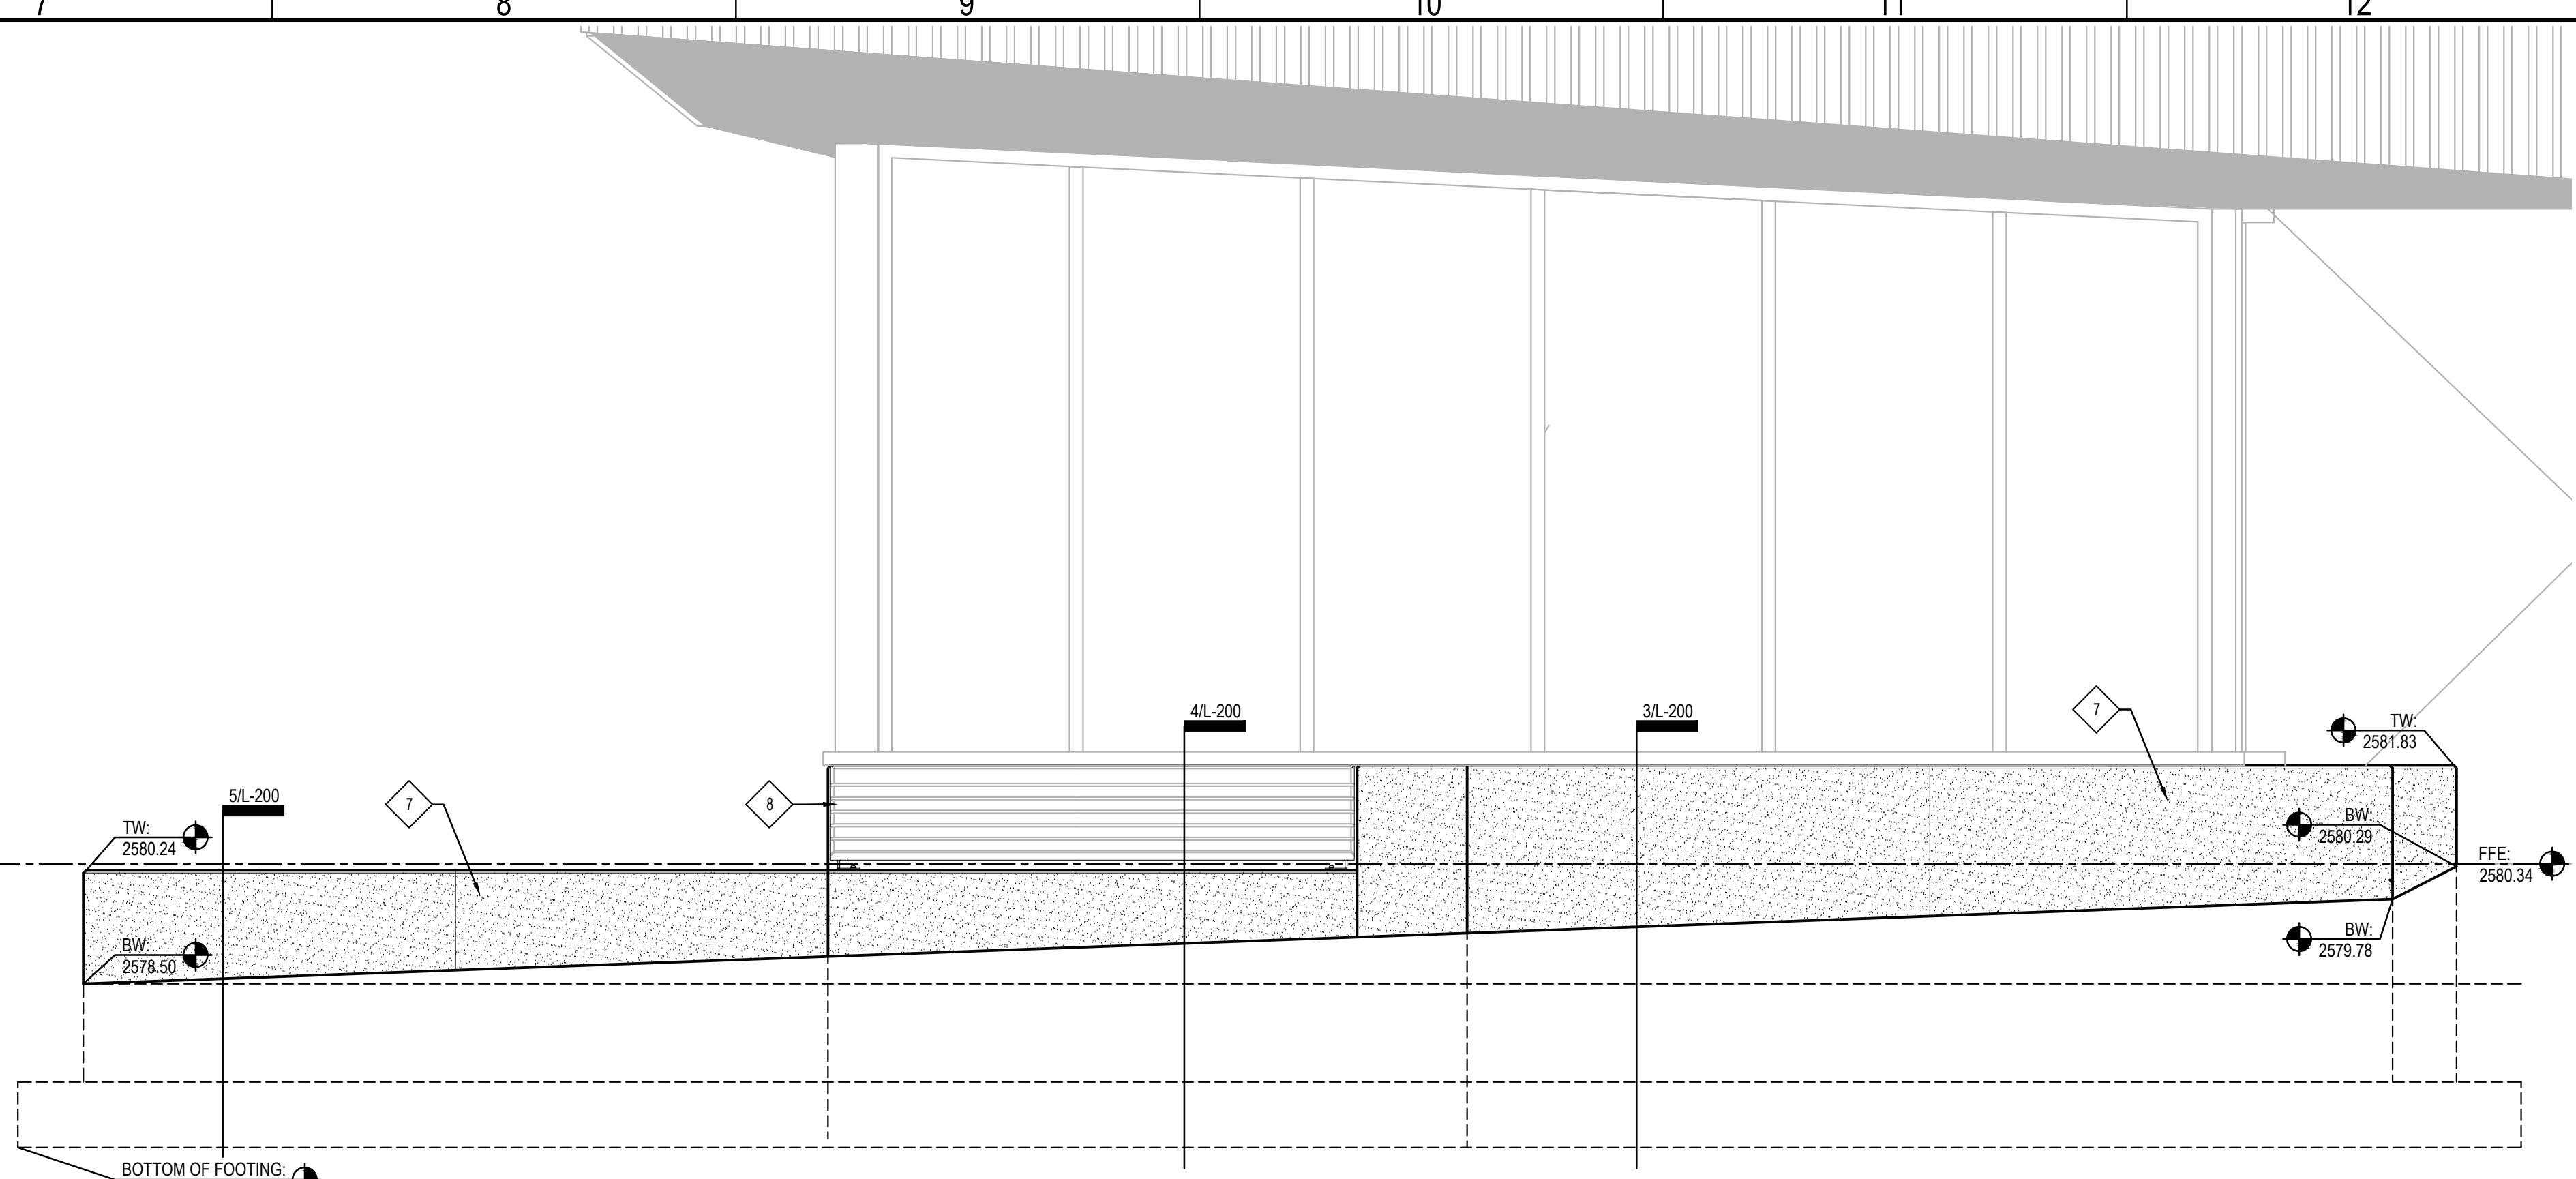 7 8 9 10 11 12
4/L-200
3/L-200
7
TW:
2581.83
5/L-200
7
8
TW:
2580.24
BW:
2580.29
FFE:
2580.34
BW:
2578.50
BW:
2579.78
BOTTOM OF FOOTING: